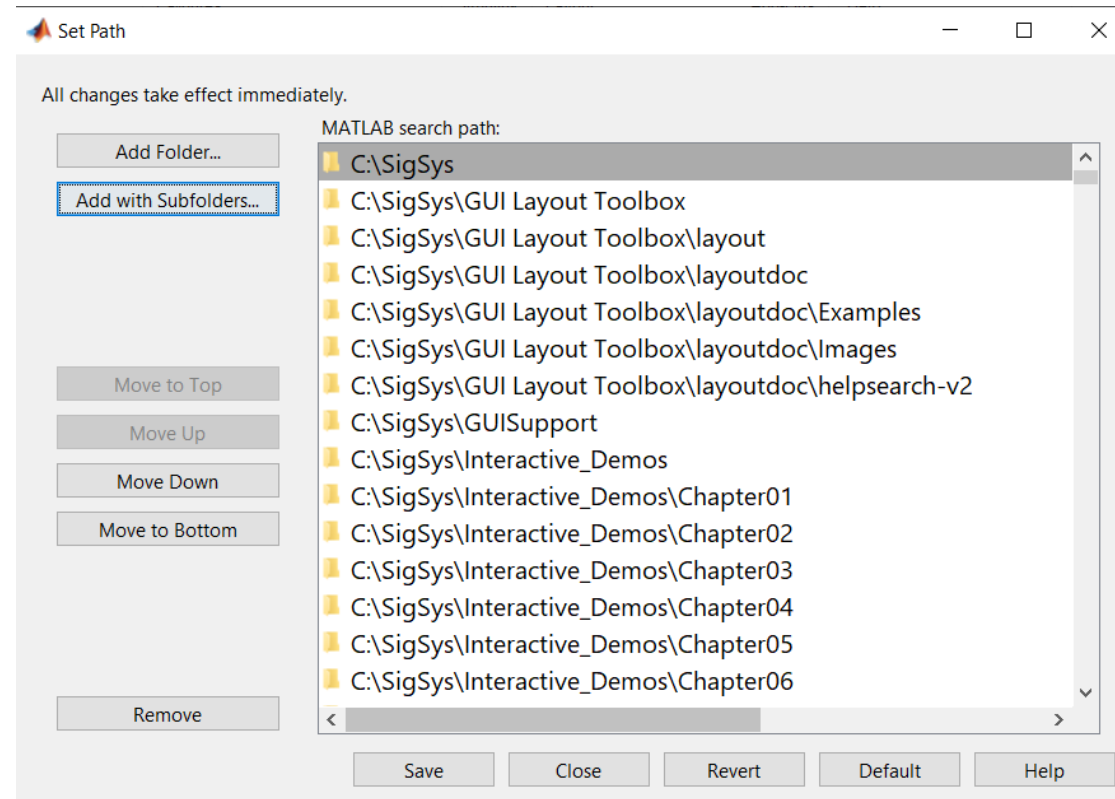 Set Path
All changes take effect immediately.
MATLAB search path:
Add Folder...
Add with Subfolders...
Move to Top
Move Up
Move Down
Move to Bottom
Remove
C:\SigSys
C:\SigSys\GUI Layout Toolbox
C:\SigSys\GUI Layout Toolbox\layout
C:\SigSys\GUI Layout Toolbox\layoutdoc
C:\SigSys\GUI Layout Toolbox\layoutdoc\Examples
C:\SigSys\GUI Layout Toolbox\layoutdoc\Images
C:\SigSys\GUI Layout Toolbox\layoutdoc\helpsearch-v2
C:\SigSys\GUISupport
C:\SigSys\Interactive_Demos
C:\SigSys\Interactive_Demos\Chapter01
C:\SigSys\Interactive_Demos\Chapter02
C:\SigSys\Interactive_Demos\Chapter03
C:\SigSys\Interactive_Demos\Chapter04
C:\SigSys\Interactive_Demos\Chapter05
C:\SigSys\Interactive_Demos\Chapter06
Save Close Revert Default Help